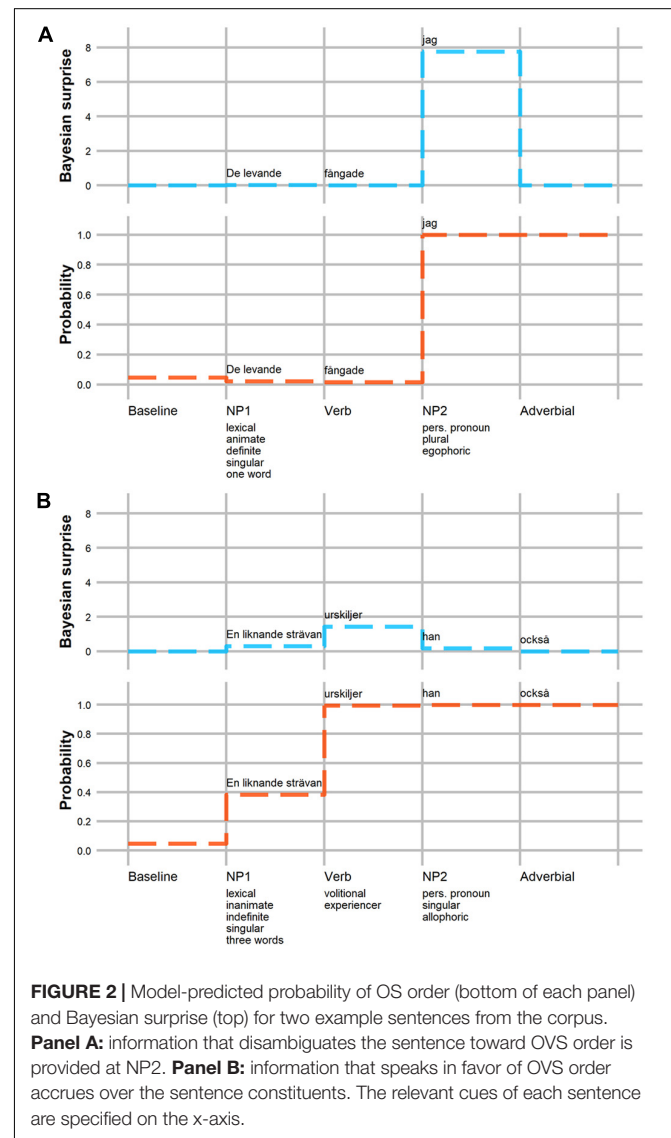 A
jag
8
6
4
2
0
Bayesian surprise
De levande
fångade
jag
1.0
0.8
0.6
0.4
0.2
0.0
Probability
De levande
fångade
Baseline NP1 Verb NP2 Adverbial
lexical pers. pronoun
animate plural
definite egophoric
singular
one word
B
8
6
4
2
0
Bayesian surprise
En liknande strävan
urskiljer
han
också
urskiljer han också
1.0
0.8
0.6
0.4
0.2
0.0
Probability
En liknande strävan
Baseline NP1 Verb NP2 Adverbial
lexical volitional pers. pronoun
inanimate experiencer singular
indefinite allophoric
singular
three words
FIGURE 2 | Model-predicted probability of OS order (bottom of each panel)
and Bayesian surprise (top) for two example sentences from the corpus.
Panel A: information that disambiguates the sentence toward OVS order is
provided at NP2. Panel B: information that speaks in favor of OVS order
accrues over the sentence constituents. The relevant cues of each sentence
are specified on the x-axis.